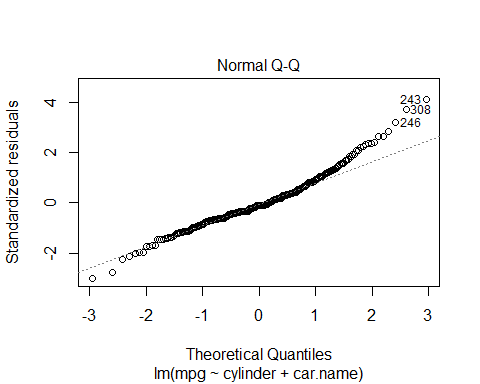 Normal Q-Q
Standardized residuals
4
2
0
-2
243
308
246
-3 -2 -1 0 1 2 3
Theoretical Quantiles
lm(mpg ~ cylinder + car.name)